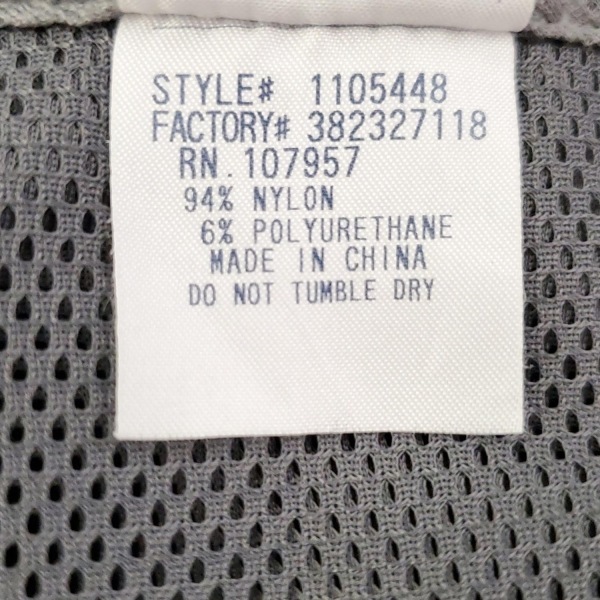 STYLE# 1105448
FACTORY# 382327118
RN.107957
94% NYLON
6% POLYURETHANE
MADE IN CHINA
DO NOT TUMBLE DRY